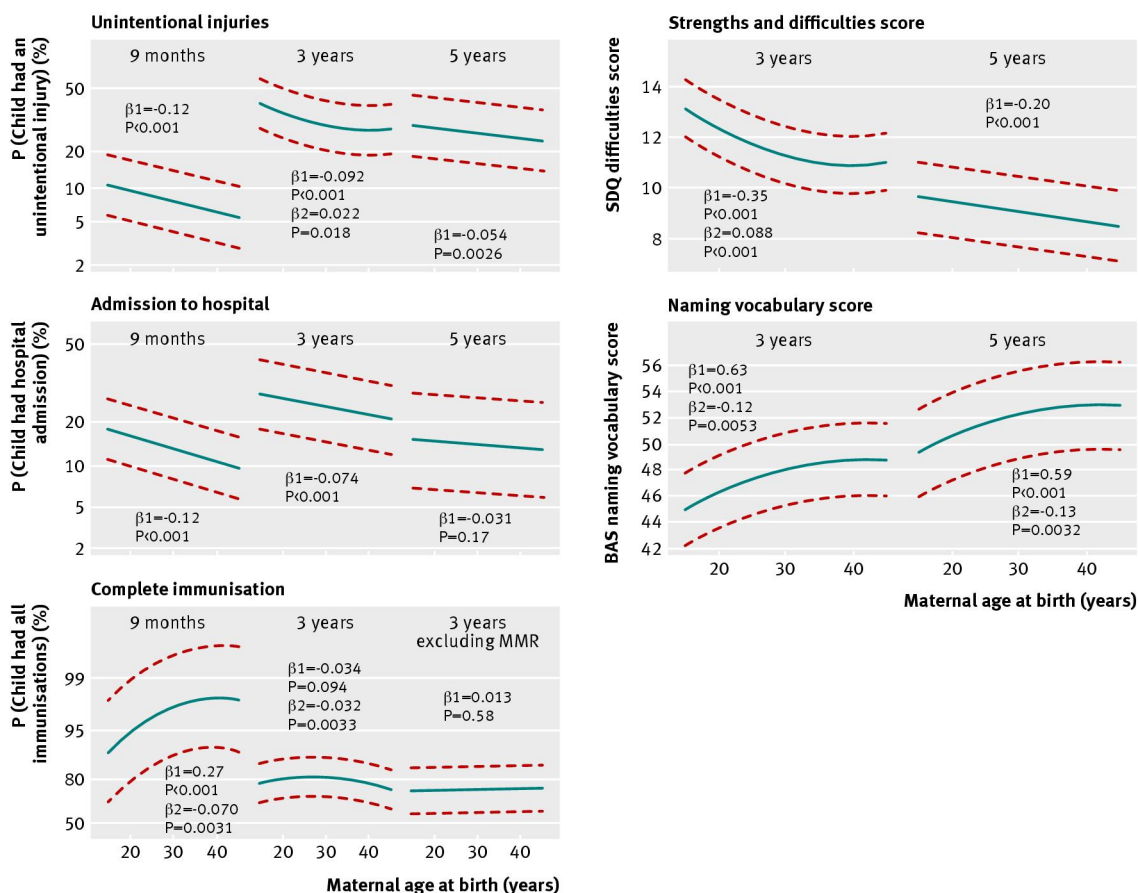 Unintentional injuries
P (Child had an
unintentional injury) (%)
9 months
3 years
5 years
50
20
10
5
2
β1=-0.12
P<0.001
β1=-0.092
P<0.001
β2=0.022
P=0.018
β1=-0.054
P=0.0026
Admission to hospital
P (Child had hospital
admission) (%)
9 months
3 years
5 years
50
20
10
5
2
β1=-0.12
P<0.001
β1=-0.074
P<0.001
β1=-0.031
P=0.17
Complete immunisation
P (Child had all
immunisations) (%)
9 months
3 years
3 years
excluding MMR
99
95
80
50
β1=0.27
P<0.001
β2=-0.070
P=0.0031
β1=-0.034
P=0.094
β2=-0.032
P=0.0033
β1=0.013
P=0.58
20 30 40 20 30 40 20 30 40
Maternal age at birth (years)
Strengths and difficulties score
SDQ difficulties score
3 years
5 years
14
12
10
8
β1=-0.35
P<0.001
β2=0.088
P<0.001
β1=-0.20
P<0.001
Naming vocabulary score
BAS naming vocabulary score
3 years
5 years
56
54
52
50
48
46
44
42
β1=0.63
P<0.001
β2=-0.12
P=0.0053
β1=0.59
P<0.001
β2=-0.13
P=0.0032
20 30 40 20 30 40
Maternal age at birth (years)